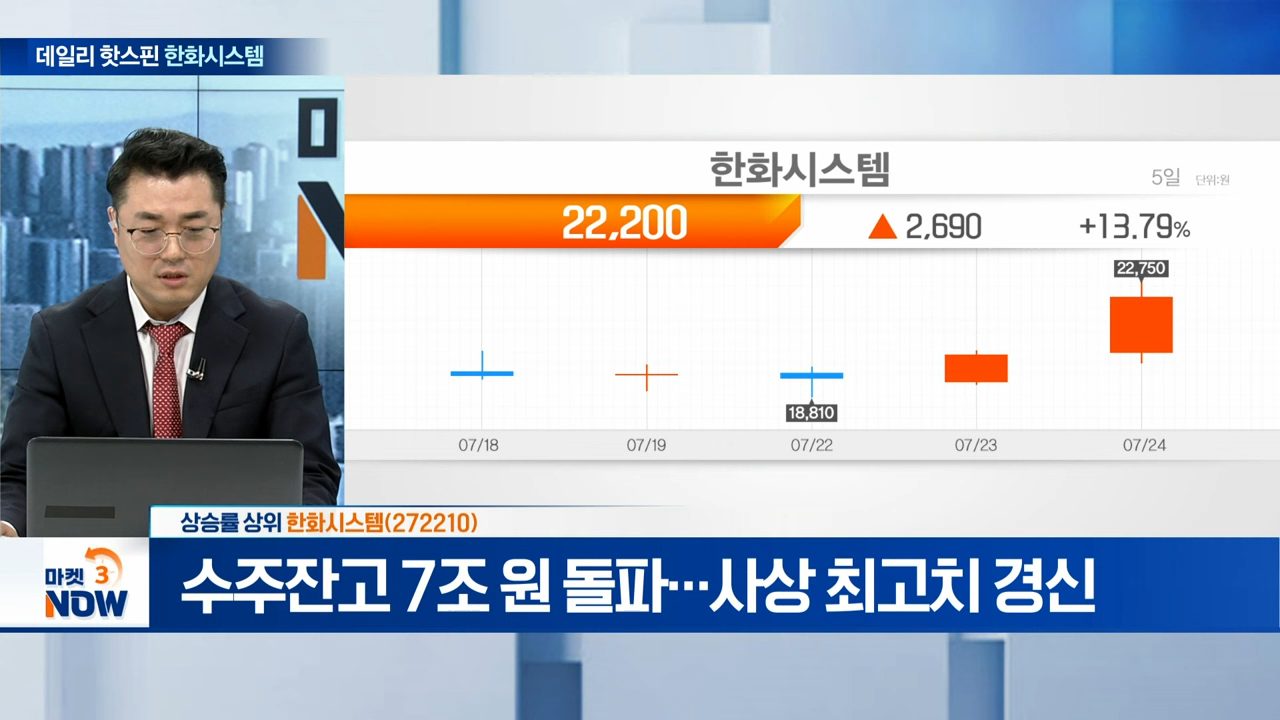 데일리 핫스핀 한화시스템
마
N
한화시스템
5일 단위:원
22,200 ▲ 2,690 +13.79%
22,750
18,810
07/18 07/19 07/22 07/23 07/24
상승률 상위 한화시스템(272210)
마켓 3
NOW
수주잔고 7조 원 돌파…사상 최고치 경신